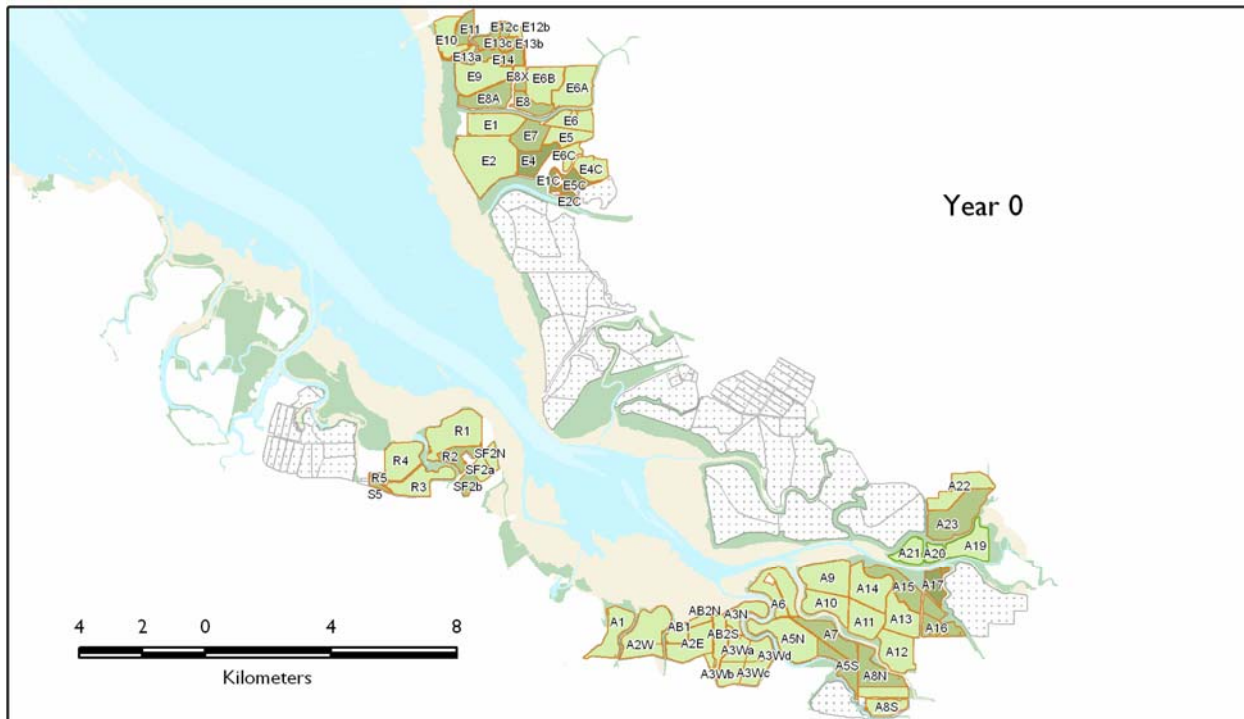 E10 E11 E12c E12b
E13c E13b
E13a E14
E9 E8X E6B E6A
E8A E8
E1 E7 E6
E5
E2 E4 E6C E4C
E1C E5C
E2C
Year 0
R1
R4 R2 SF2N
SF2a
R5 R3 SF2b
S5
A22
A23
A21 A20 A19
A9 A14 A15 A17
A6 A10 A11 A13 A16
A1 AB1 AB2N A3N
A2W A2E AB2S A5N A7 A12
A3Wa A3Wd
A3Wb A3Wc A5S A8N
A8S
4 2 0 4 8
Kilometers